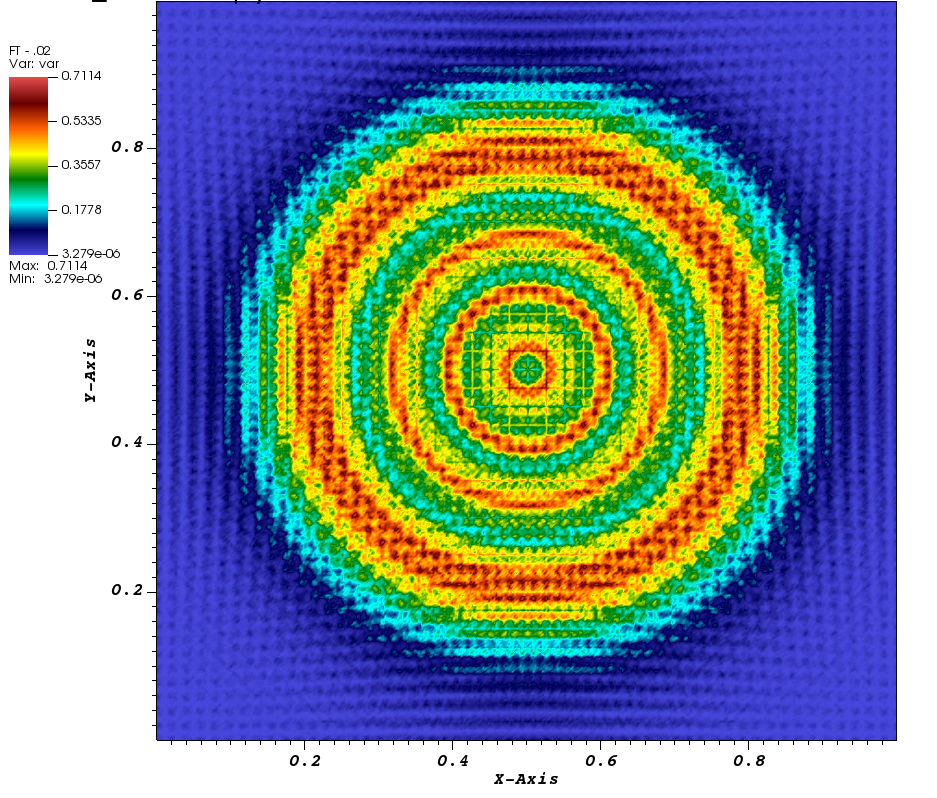 FT - .02
Var: var
0.7114
0.5335
0.3557
0.1778
3.279e-06
Max: 0.7114
Min: 3.279e-06
0.8
0.6
0.4
0.2
Y-Axis
0.2 0.4 0.6 0.8
X-Axis